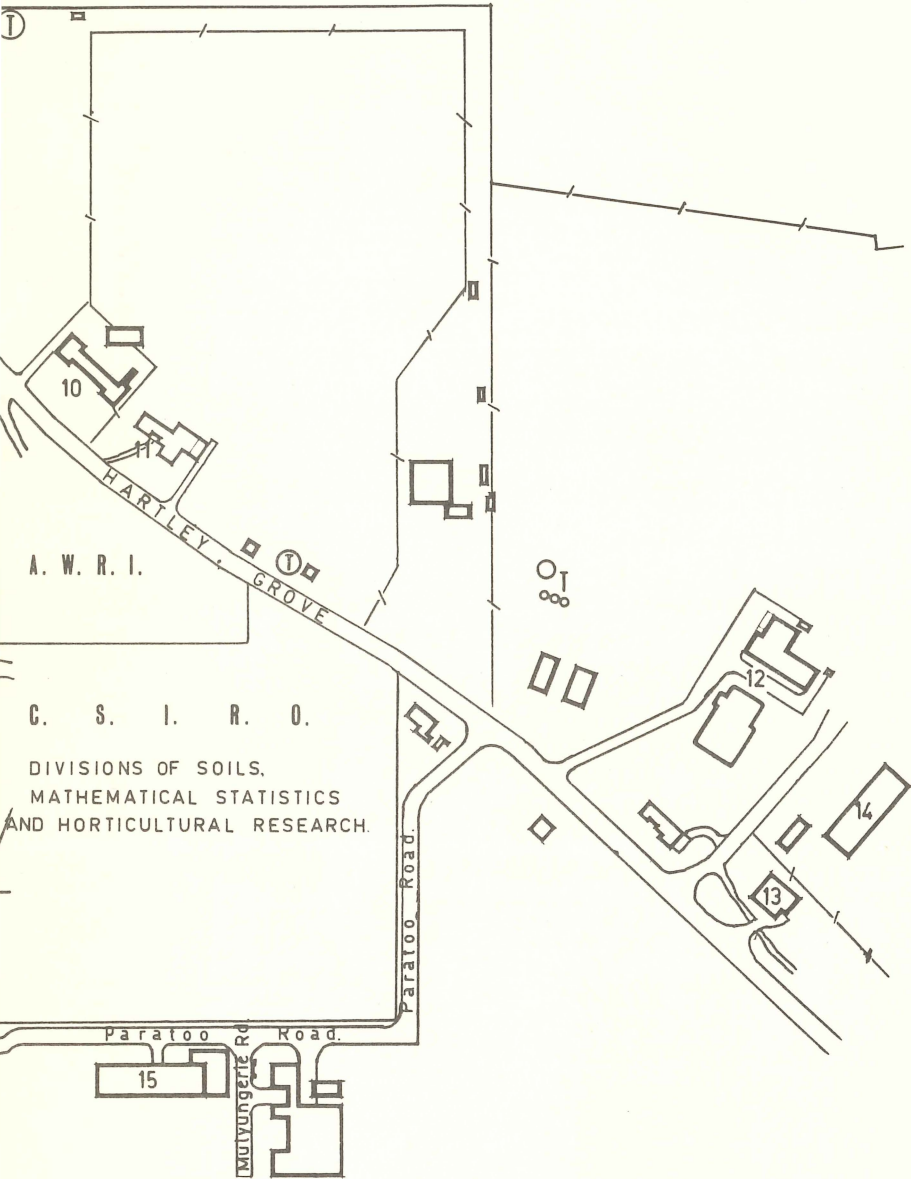 T
10
11
HARTLEY GROVE
T
A. W. R. I.
T
12
C. S. I. R. O.
DIVISIONS OF SOILS,
MATHEMATICAL STATISTICS
AND HORTICULTURAL RESEARCH.
14
13
Paratoo Road.
Paratoo Road.
Mulyungerie Rd
15